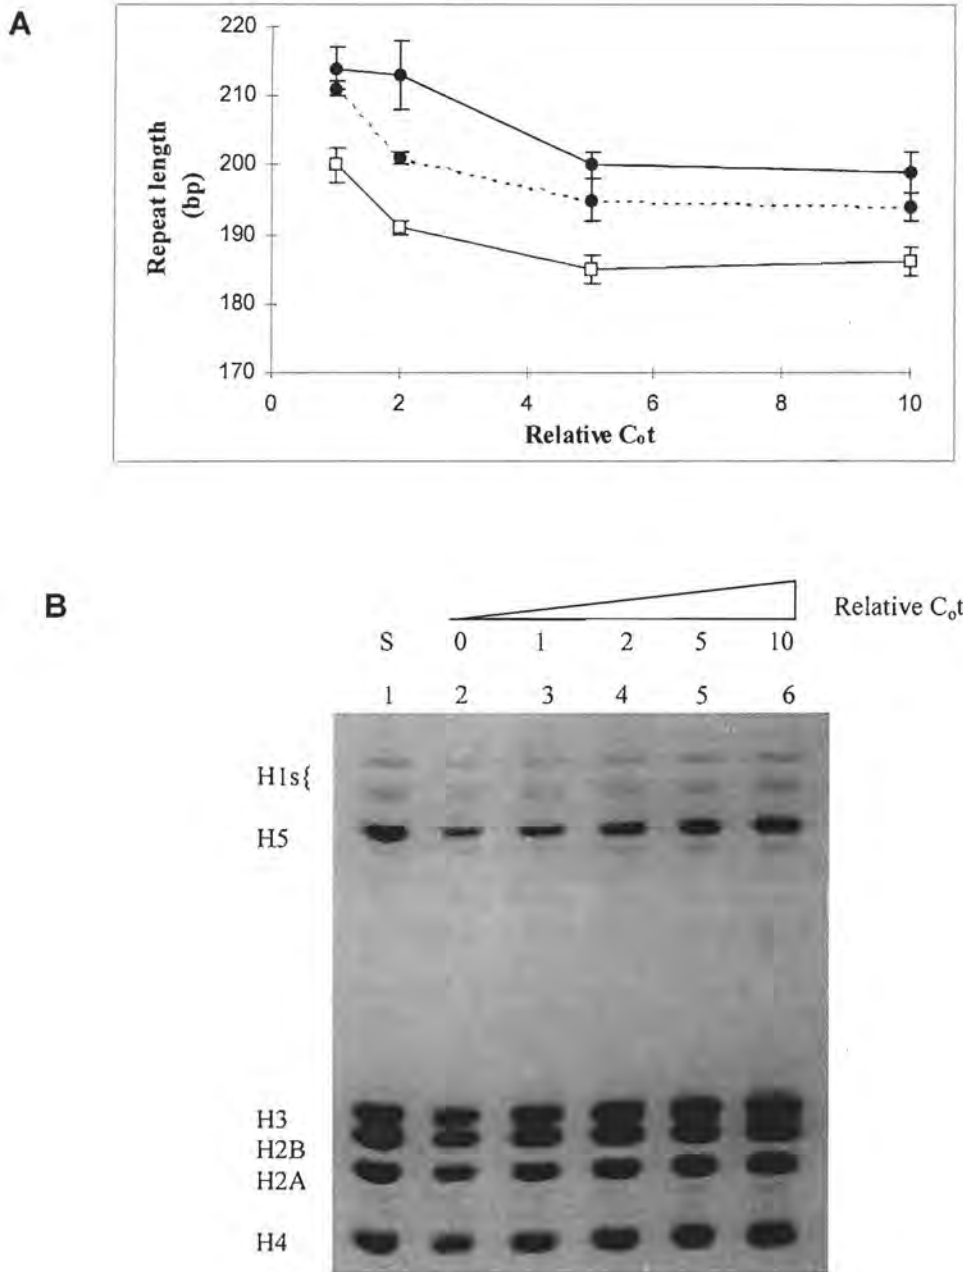 A
220
210
200
190
180
170
Repeat length
(bp)
0 2 4 6 8 10
Relative C₀t
B
Relative C₀t
S 0 1 2 5 10
1 2 3 4 5 6
H1s{
H5
H3
H2B
H2A
H4